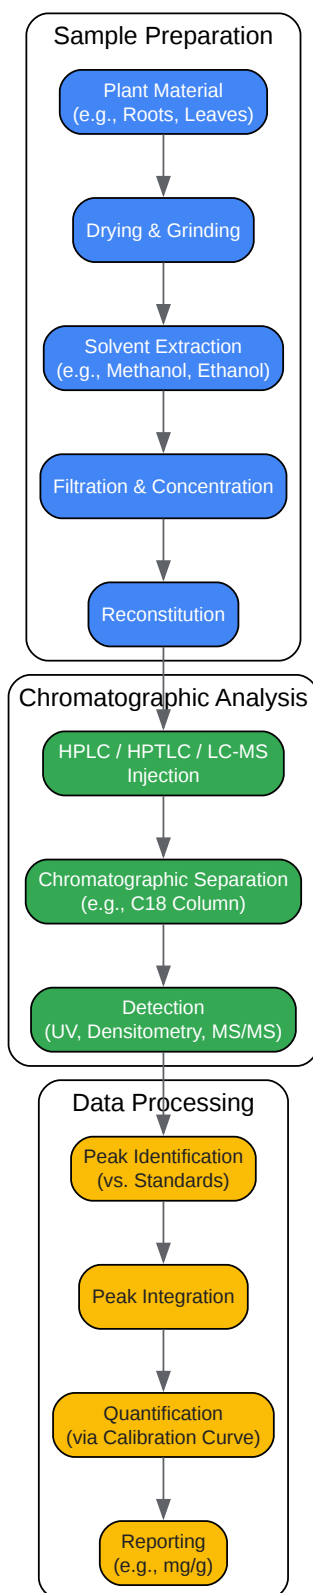 Sample Preparation
Plant Material
(e.g., Roots, Leaves)
Drying & Grinding
Solvent Extraction
(e.g., Methanol, Ethanol)
Filtration & Concentration
Reconstitution
Chromatographic Analysis
HPLC / HPTLC / LC-MS
Injection
Chromatographic Separation
(e.g., C18 Column)
Detection
(UV, Densitometry, MS/MS)
Data Processing
Peak Identification
(vs. Standards)
Peak Integration
Quantification
(via Calibration Curve)
Reporting
(e.g., mg/g)